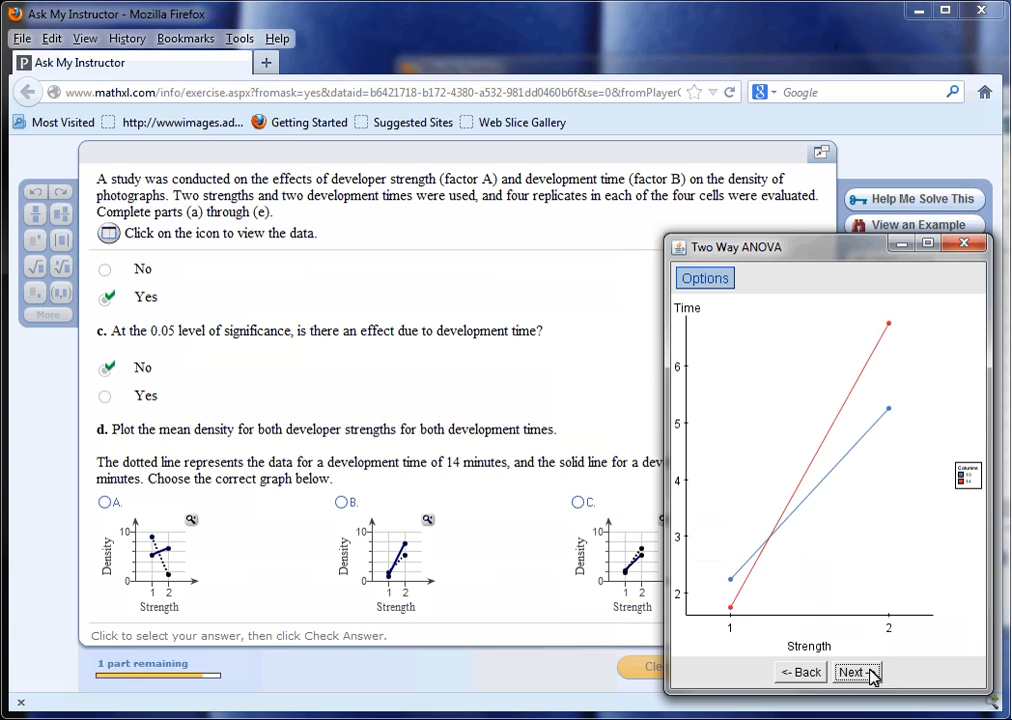 Ask My Instructor - Mozilla Firefox
File Edit View History Bookmarks Tools Help
Ask My Instructor
www.mathxl.com/info/exercise.aspx?fromask=yes&dataid=b6421718-b172-4380-a532-981dd0460b6f&se=0&fromPlayer(
Google
Most Visited http://wwwimages.ad... Getting Started Suggested Sites Web Slice Gallery
A study was conducted on the effects of developer strength (factor A) and development time (factor B) on the density of
photographs. Two strengths and two development times were used, and four replicates in each of the four cells were evaluated.
Complete parts (a) through (e).
Click on the icon to view the data.
No
Yes
c. At the 0.05 level of significance, is there an effect due to development time?
No
Yes
d. Plot the mean density for both developer strengths for both development times.
The dotted line represents the data for a development time of 14 minutes, and the solid line for a dev
minutes. Choose the correct graph below.
A.
10
Density
0
1 2
Strength
B.
10
Density
0
1 2
Strength
C.
10
Density
0
1 2
Strength
Click to select your answer, then click Check Answer.
1 part remaining
Cle
More
Help Me Solve This
View an Example
Two Way ANOVA
Options
Time
6
5
4
3
2
1 2
Strength
Columns
10
14
<- Back Next -